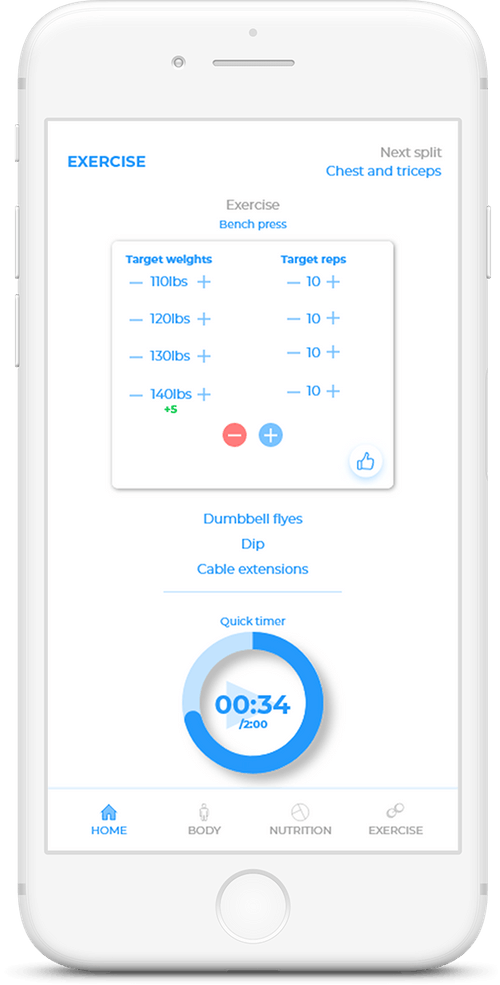 EXERCISE
Next split
Chest and triceps
Exercise
Bench press
Target weights Target reps
— 110lbs + — 10 +
— 120lbs + — 10 +
— 130lbs + — 10 +
— 140lbs + — 10 +
+5
Dumbbell flyes
Dip
Cable extensions
Quick timer
00:34
/2:00
HOME BODY NUTRITION EXERCISE